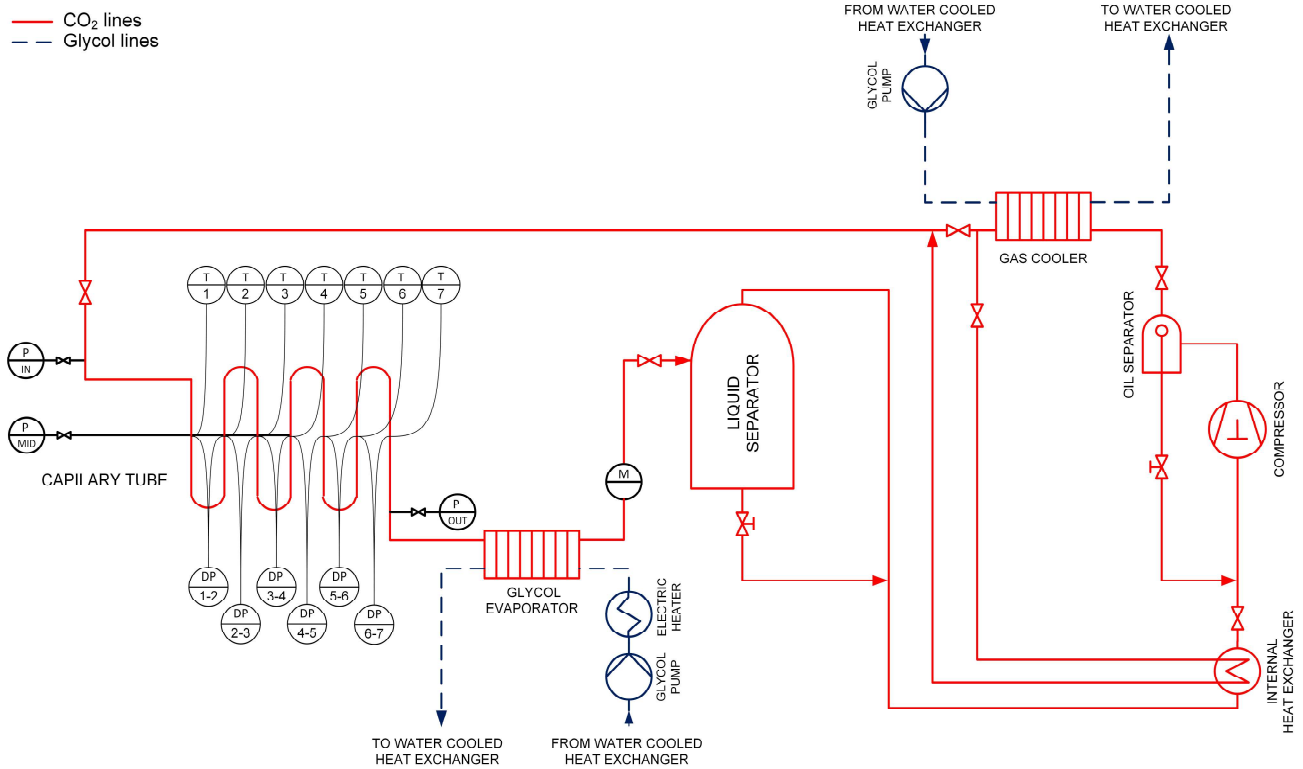 CO2 lines
Glycol lines
FROM WATER COOLED
HEAT EXCHANGER
TO WATER COOLED
HEAT EXCHANGER
GLYCOL
PUMP
GAS COOLER
OIL SEPARATOR
COMPRESSOR
T
1
T
2
T
3
T
4
T
5
T
6
T
7
P
IN
P
MID
CAPILARY TUBE
LIQUID
SEPARATOR
M
P
OUT
DP
1-2
DP
3-4
DP
5-6
DP
2-3
DP
4-5
DP
6-7
GLYCOL
EVAPORATOR
ELECTRIC
HEATER
GLYCOL
PUMP
INTERNAL
HEAT EXCHANGER
TO WATER COOLED
HEAT EXCHANGER
FROM WATER COOLED
HEAT EXCHANGER